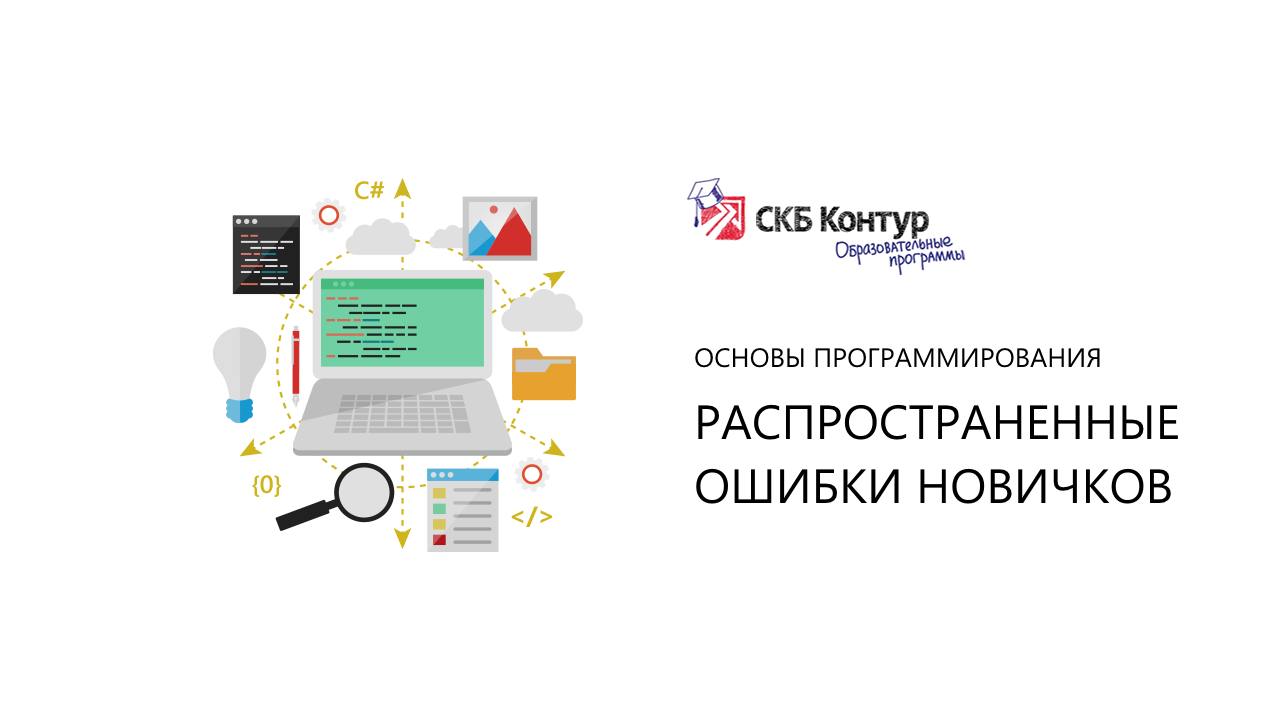 C#
СКБ Контур
Образовательные
программы
ОСНОВЫ ПРОГРАММИРОВАНИЯ
РАСПРОСТРАНЕННЫЕ
ОШИБКИ НОВИЧКОВ
{0}
</>